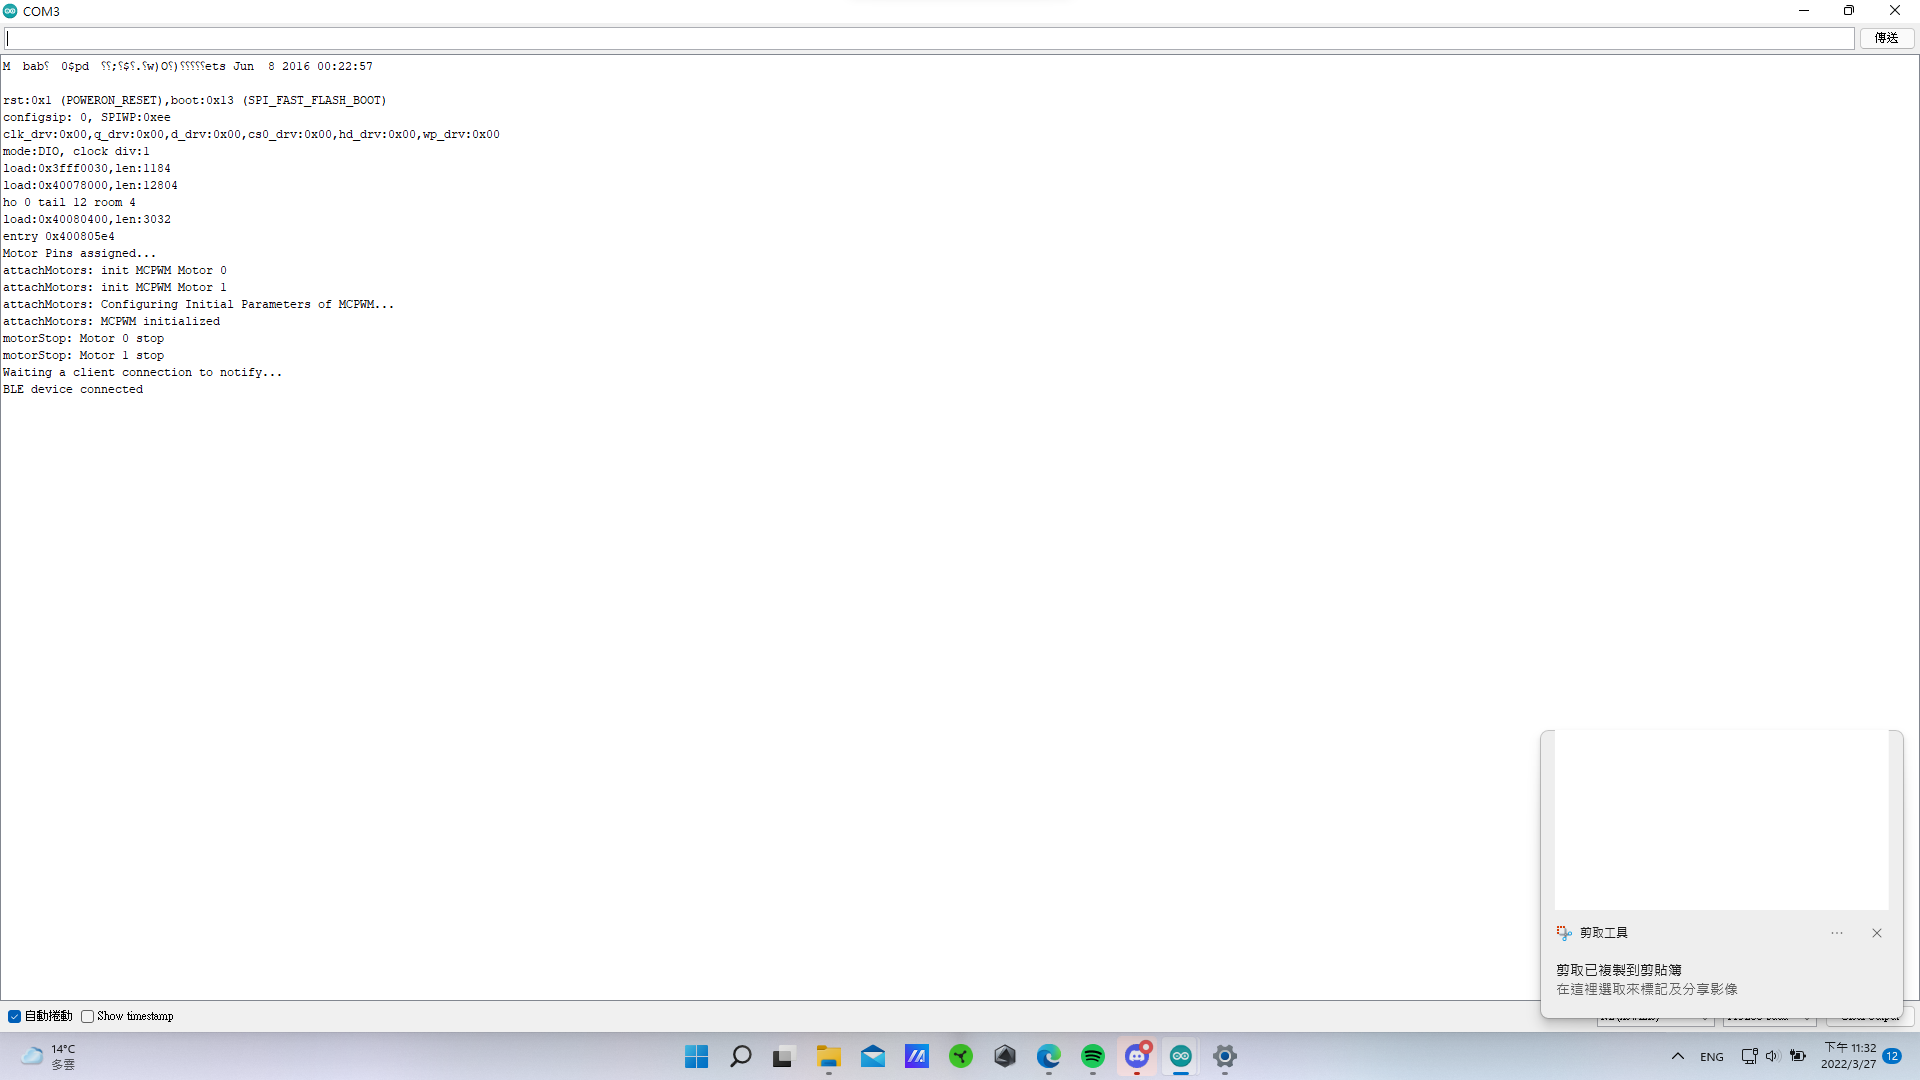 COM3
傳送
M bab⸮ 0$pd ⸮⸮;⸮$⸮.⸮w)O⸮)⸮⸮⸮⸮⸮ets Jun  8 2016 00:22:57
rst:0x1 (POWERON_RESET),boot:0x13 (SPI_FAST_FLASH_BOOT)
configsip: 0, SPIWP:0xee
clk_drv:0x00,q_drv:0x00,d_drv:0x00,cs0_drv:0x00,hd_drv:0x00,wp_drv:0x00
mode:DIO, clock div:1
load:0x3fff0030,len:1184
load:0x40078000,len:12804
ho 0 tail 12 room 4
load:0x40080400,len:3032
entry 0x400805e4
Motor Pins assigned...
attachMotors: init MCPWM Motor 0
attachMotors: init MCPWM Motor 1
attachMotors: Configuring Initial Parameters of MCPWM...
attachMotors: MCPWM initialized
motorStop: Motor 0 stop
motorStop: Motor 1 stop
Waiting a client connection to notify...
BLE device connected
剪取工具
剪取已複製到剪貼簿
在這裡選取來標記及分享影像
自動捲動 Show timestamp
14°C
多雲
ENG
下午 11:32
2022/3/27
12